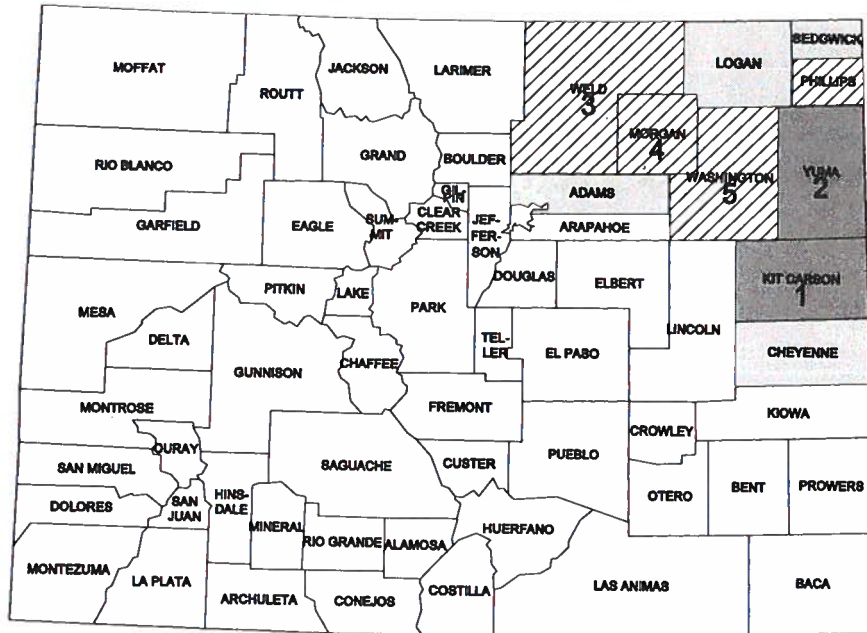 MOFFAT
ROUTT
JACKSON
LARIMER
WELD
3
LOGAN
SEDGWICK
PHILLIPS
MORGAN
4
WASHINGTON
5
YUMA
2
RIO BLANCO
GRAND
BOULDER
GIL-
PIN
ADAMS
GARFIELD
EAGLE
SUM-
MIT
CLEAR
CREEK
JEF-
FER-
SON
ARAPAHOE
DOUGLAS
ELBERT
KIT CARSON
1
MESA
PITKIN
LAKE
PARK
LINCOLN
DELTA
GUNNISON
CHAFFEE
TEL-
LER
EL PASO
CHEYENNE
MONTROSE
FREMONT
CROWLEY
KIOWA
OURAY
SAN MIGUEL
SAGUACHE
CUSTER
PUEBLO
DOLORES
SAN
JUAN
HINS-
DALE
MINERAL
RIO GRANDE
ALAMOSA
HUERFANO
OTERO
BENT
PROWERS
MONTEZUMA
LA PLATA
ARCHULETA
CONEJOS
COSTILLA
LAS ANIMAS
BACA